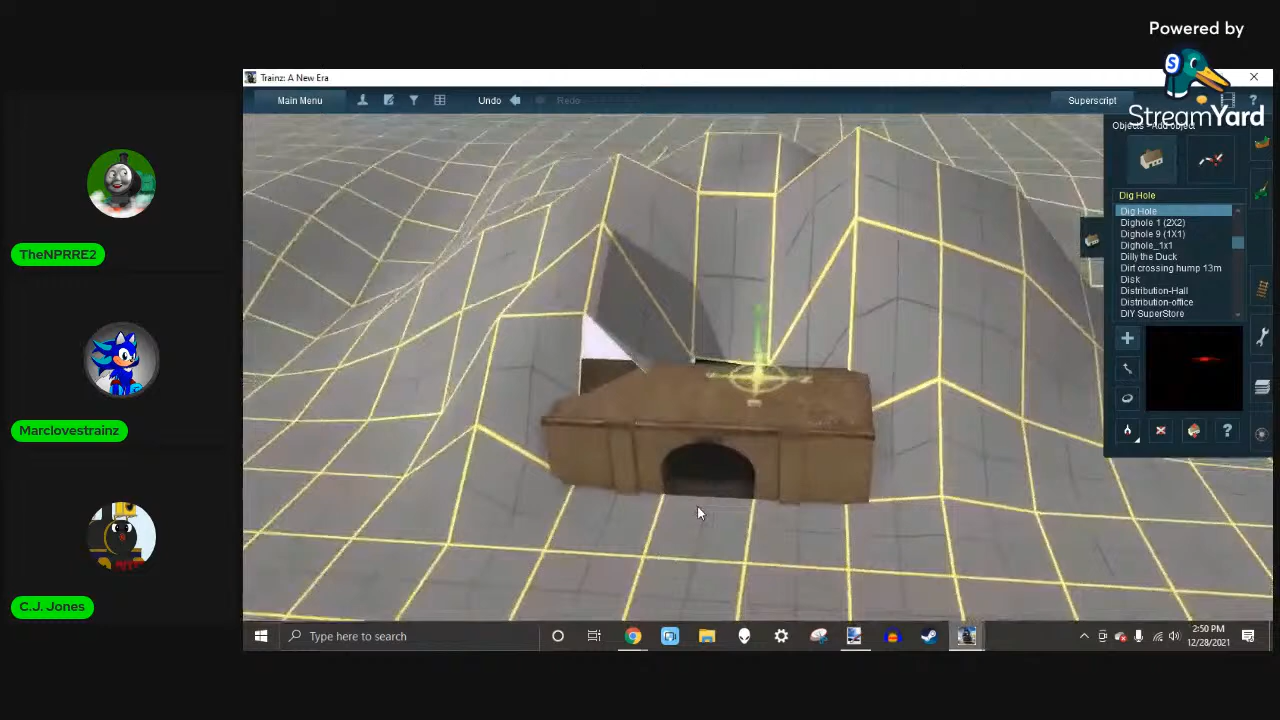 Powered by
StreamYard
Trainz: A New Era
Main Menu
Undo
Redo
Superscript
?
Objects - Add object
Dig Hole
Dig Hole
Dighole 1 (2X2)
Dighole 9 (1X1)
Dighole_1x1
Dilly the Duck
Dirt crossing hump 13m
Disk
Distribution-Hall
Distribution-office
DIY SuperStore
?
TheNPRRE2
Marclovestrainz
C.J. Jones
Type here to search
2:50 PM
12/28/2021